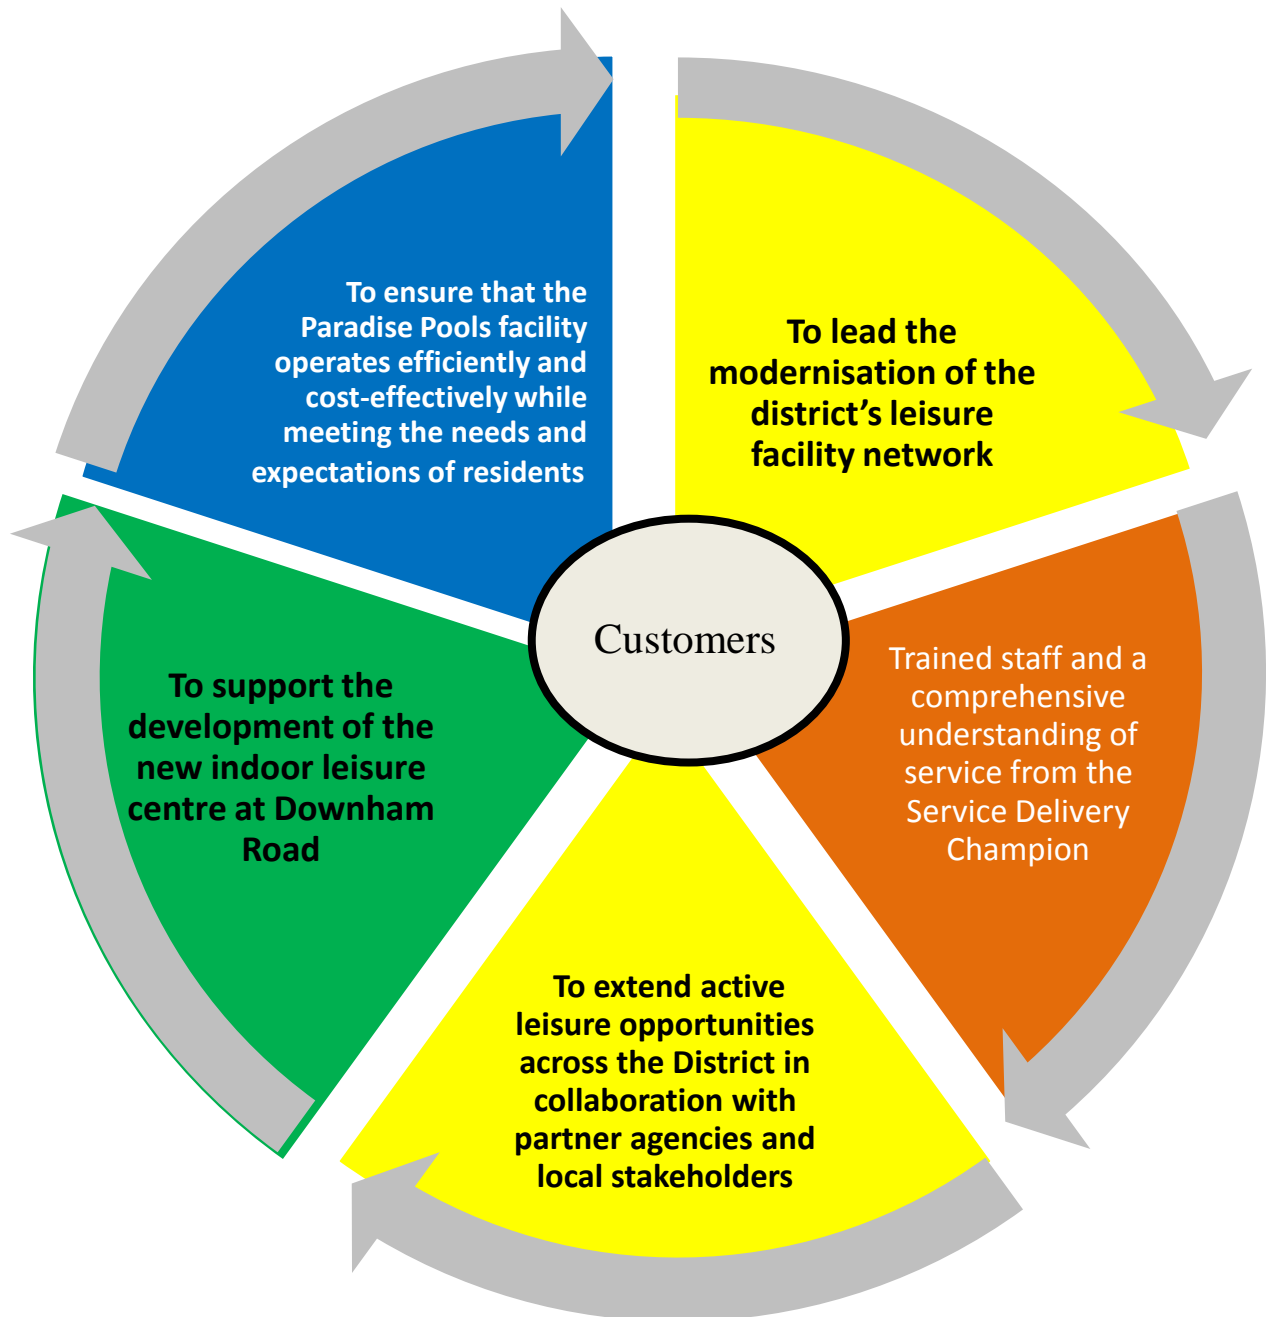 To ensure that the
Paradise Pools facility
operates efficiently and
cost-effectively while
meeting the needs and
expectations of residents
To lead the
modernisation of the
district’s leisure
facility network
Customers
Trained staff and a
comprehensive
understanding of
service from the
Service Delivery
Champion
To support the
development of the
new indoor leisure
centre at Downham
Road
To extend active
leisure opportunities
across the District in
collaboration with
partner agencies and
local stakeholders